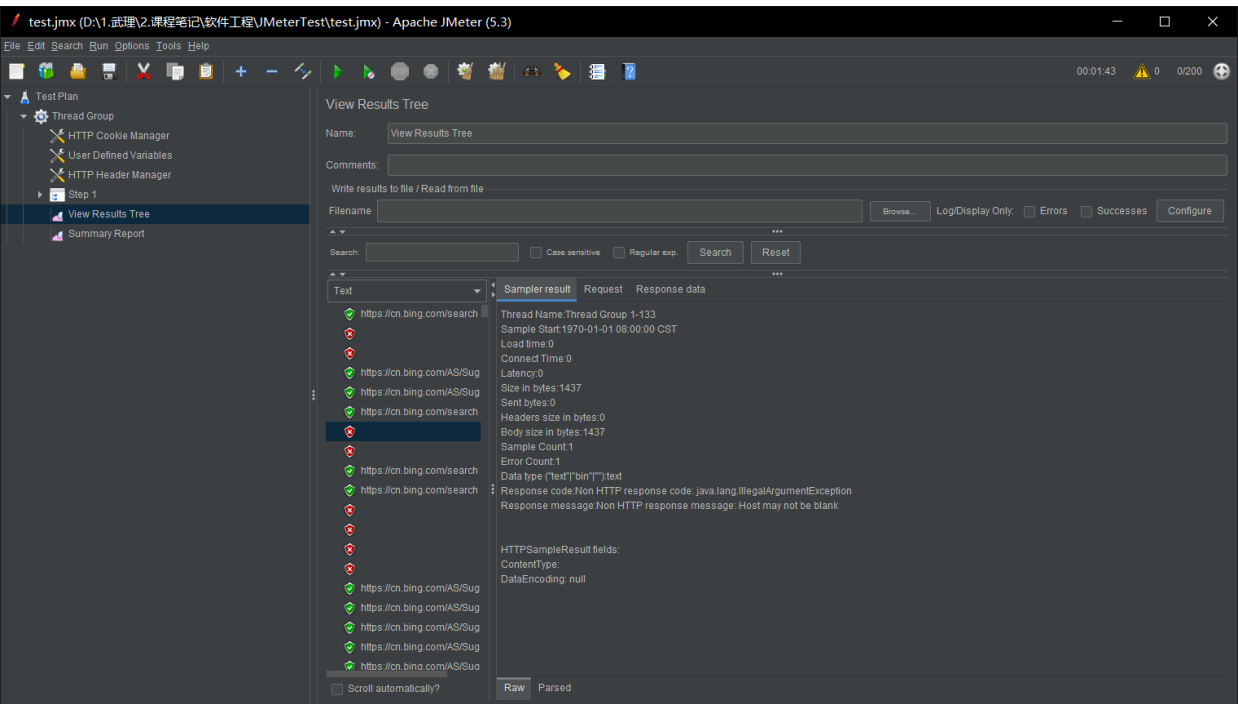 test.jmx (D:\1.武理\2.课程笔记\软件工程\JMeterTest\test.jmx) - Apache JMeter (5.3)
File Edit Search Run Options Tools Help
00:01:43 0 0/200
Test Plan
Thread Group
HTTP Cookie Manager
User Defined Variables
HTTP Header Manager
Step 1
View Results Tree
Summary Report
View Results Tree
Name: View Results Tree
Comments:
Write results to file / Read from file
Filename Browse... Log/Display Only: Errors Successes Configure
Search: Case sensitive Regular exp. Search Reset
Text
https://cn.bing.com/search
https://cn.bing.com/AS/Sug
https://cn.bing.com/AS/Sug
https://cn.bing.com/search
https://cn.bing.com/search
https://cn.bing.com/search
https://cn.bing.com/AS/Sug
https://cn.bing.com/AS/Sug
https://cn.bing.com/AS/Sug
https://cn.bing.com/AS/Sug
https://cn.bing.com/AS/Sug
Scroll automatically?
Sampler result Request Response data
Thread Name:Thread Group 1-133
Sample Start:1970-01-01 08:00:00 CST
Load time:0
Connect Time:0
Latency:0
Size in bytes:1437
Sent bytes:0
Headers size in bytes:0
Body size in bytes:1437
Sample Count:1
Error Count:1
Data type ("text"|"bin"|""):text
Response code:Non HTTP response code: java.lang.IllegalArgumentException
Response message:Non HTTP response message: Host may not be blank
HTTPSampleResult fields:
ContentType:
DataEncoding: null
Raw Parsed